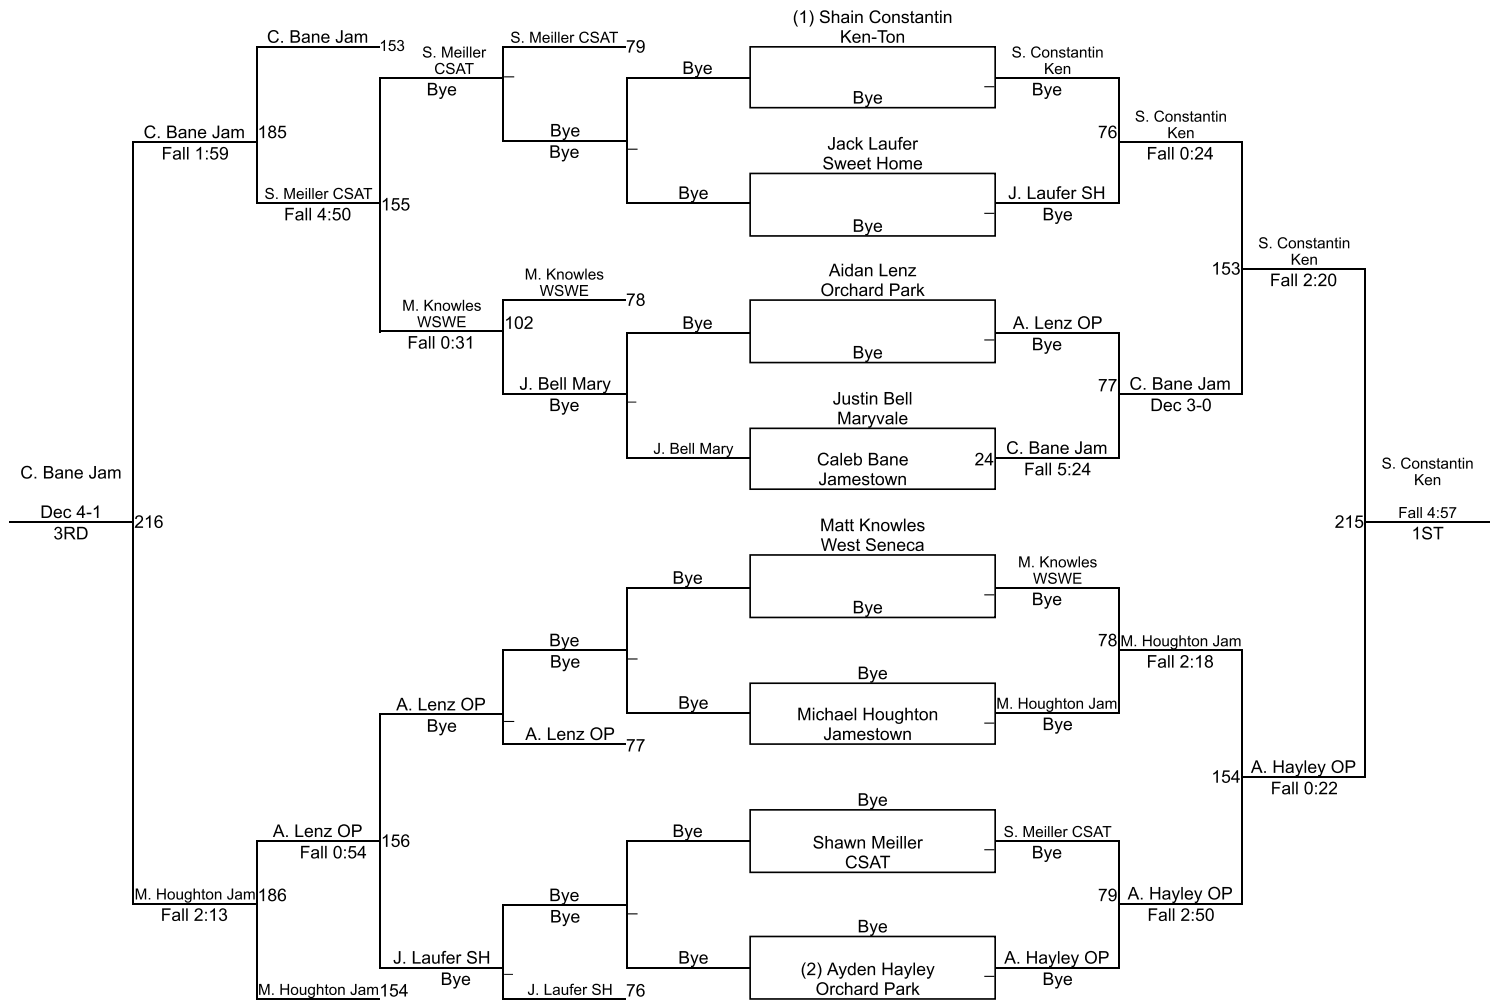 (1) Shain Constantin
Ken-Ton
Bye
Jack Laufer
Sweet Home
Bye
Aidan Lenz
Orchard Park
Bye
Justin Bell
Maryvale
Caleb Bane
Jamestown
24
Matt Knowles
West Seneca
Bye
Bye
Michael Houghton
Jamestown
Bye
Shawn Meiller
CSAT
Bye
(2) Ayden Hayley
Orchard Park
S. Constantin
Ken
Bye
J. Laufer SH
Bye
A. Lenz OP
Bye
C. Bane Jam
Fall 5:24
M. Knowles
WSWE
Bye
M. Houghton Jam
Bye
S. Meiller CSAT
Bye
A. Hayley OP
Bye
76
S. Constantin
Ken
Fall 0:24
77
C. Bane Jam
Dec 3-0
78
M. Houghton Jam
Fall 2:18
79
A. Hayley OP
Fall 2:50
153
S. Constantin
Ken
Fall 2:20
154
A. Hayley OP
Fall 0:22
215
S. Constantin
Ken
Fall 4:57
1ST
Bye
Bye
Bye
J. Bell Mary
Bye
Bye
Bye
Bye
S. Meiller CSAT
79
Bye
Bye
M. Knowles
WSWE
78
J. Bell Mary
Bye
Bye
Bye
A. Lenz OP
77
Bye
Bye
J. Laufer SH
76
S. Meiller
CSAT
Bye
M. Knowles
WSWE
102
Fall 0:31
A. Lenz OP
Bye
J. Laufer SH
Bye
C. Bane Jam
153
S. Meiller CSAT
155
Fall 4:50
A. Lenz OP
156
Fall 0:54
M. Houghton Jam
154
C. Bane Jam
185
Fall 1:59
M. Houghton Jam
186
Fall 2:13
C. Bane Jam
Dec 4-1
216
3RD